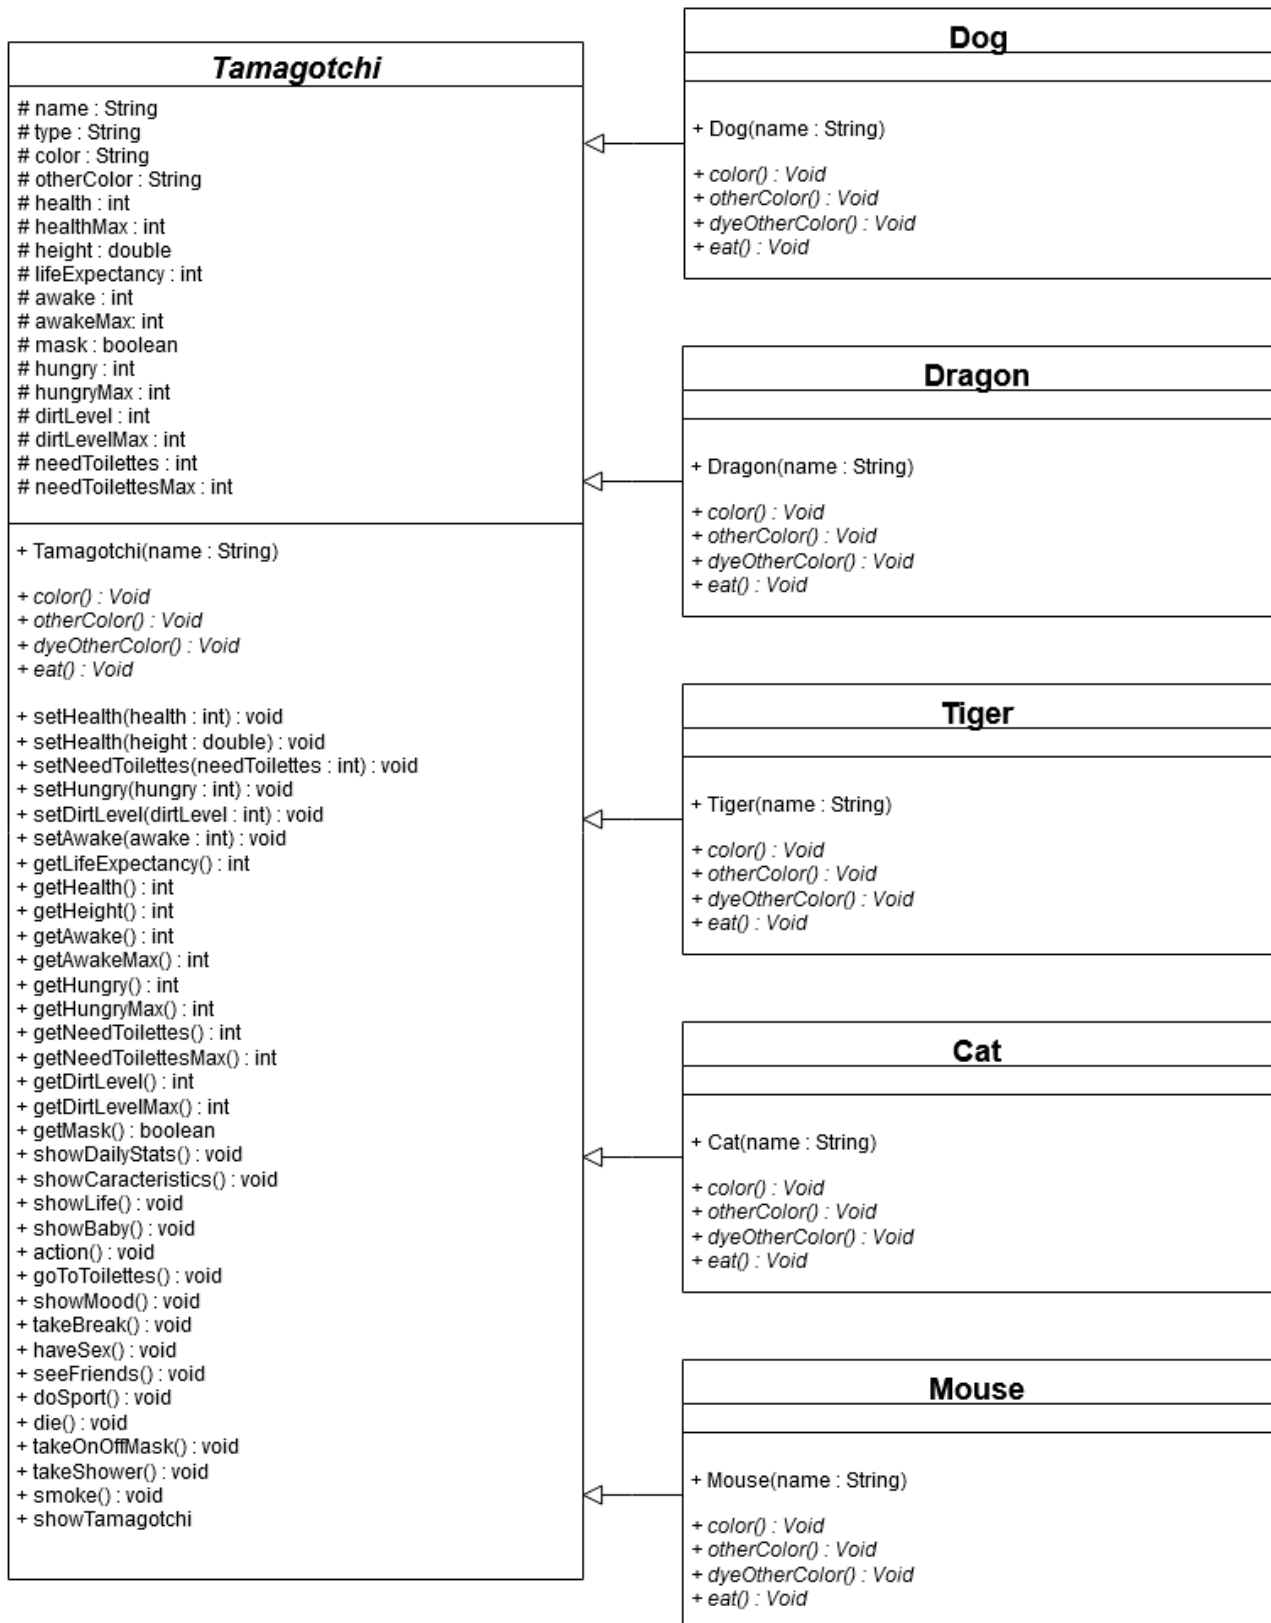 Tamagotchi
# name : String
# type : String
# color : String
# otherColor : String
# health : int
# healthMax : int
# height : double
# lifeExpectancy : int
# awake : int
# awakeMax: int
# mask : boolean
# hungry : int
# hungryMax : int
# dirtLevel : int
# dirtLevelMax : int
# needToilettes : int
# needToilettesMax : int
+ Tamagotchi(name : String)
+ color() : Void
+ otherColor() : Void
+ dyeOtherColor() : Void
+ eat() : Void
+ setHealth(health : int) : void
+ setHealth(height : double) : void
+ setNeedToilettes(needToilettes : int) : void
+ setHungry(hungry : int) : void
+ setDirtLevel(dirtLevel : int) : void
+ setAwake(awake : int) : void
+ getLifeExpectancy() : int
+ getHealth() : int
+ getHeight() : int
+ getAwake() : int
+ getAwakeMax() : int
+ getHungry() : int
+ getHungryMax() : int
+ getNeedToilettes() : int
+ getNeedToilettesMax() : int
+ getDirtLevel() : int
+ getDirtLevelMax() : int
+ getMask() : boolean
+ showDailyStats() : void
+ showCaracteristics() : void
+ showLife() : void
+ showBaby() : void
+ action() : void
+ goToToilettes() : void
+ showMood() : void
+ takeBreak() : void
+ haveSex() : void
+ seeFriends() : void
+ doSport() : void
+ die() : void
+ takeOnOffMask() : void
+ takeShower() : void
+ smoke() : void
+ showTamagotchi
Dog
+ Dog(name : String)
+ color() : Void
+ otherColor() : Void
+ dyeOtherColor() : Void
+ eat() : Void
Dragon
+ Dragon(name : String)
+ color() : Void
+ otherColor() : Void
+ dyeOtherColor() : Void
+ eat() : Void
Tiger
+ Tiger(name : String)
+ color() : Void
+ otherColor() : Void
+ dyeOtherColor() : Void
+ eat() : Void
Cat
+ Cat(name : String)
+ color() : Void
+ otherColor() : Void
+ dyeOtherColor() : Void
+ eat() : Void
Mouse
+ Mouse(name : String)
+ color() : Void
+ otherColor() : Void
+ dyeOtherColor() : Void
+ eat() : Void